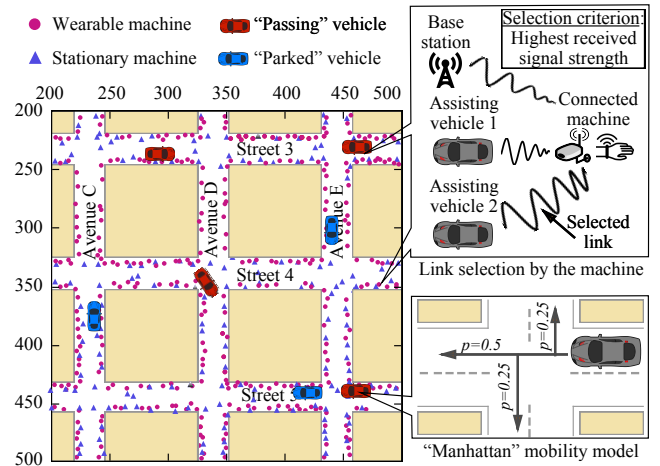 Wearable machine
"Passing" vehicle
Stationary machine
"Parked" vehicle
Base
station
Selection criterion:
Highest received
signal strength
Assisting
vehicle 1
Connected
machine
Assisting
vehicle 2
Selected
link
Link selection by the machine
200 250 300 350 400 450 500
200
250
300
350
400
450
500
Street 3
Avenue C
Avenue D
Avenue E
Street 4
Street
p=0.5
p=0.25
p=0.25
"Manhattan" mobility model